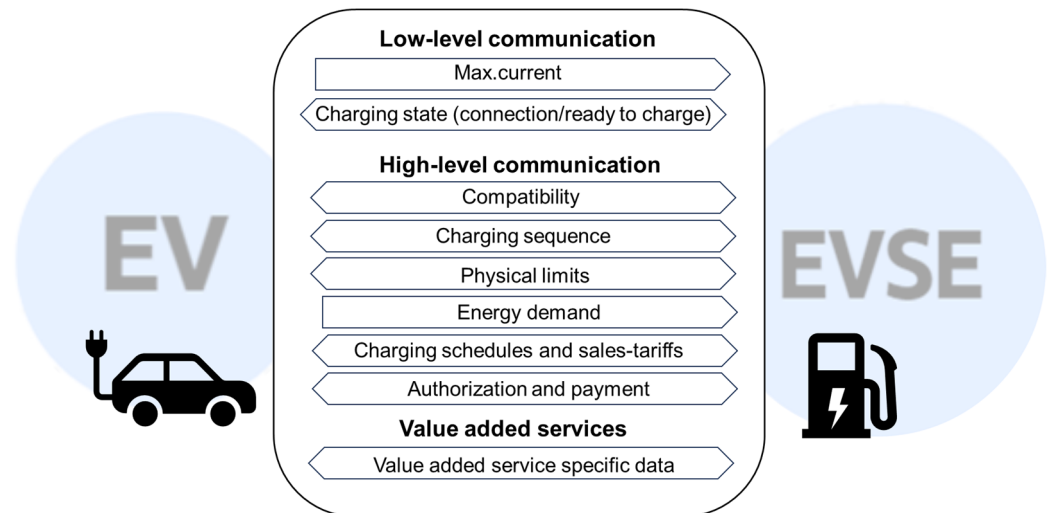 Low-level communication
Max.current
Charging state (connection/ready to charge)
High-level communication
Compatibility
Charging sequence
Physical limits
Energy demand
Charging schedules and sales-tariffs
Authorization and payment
Value added services
Value added service specific data
EV
EVSE